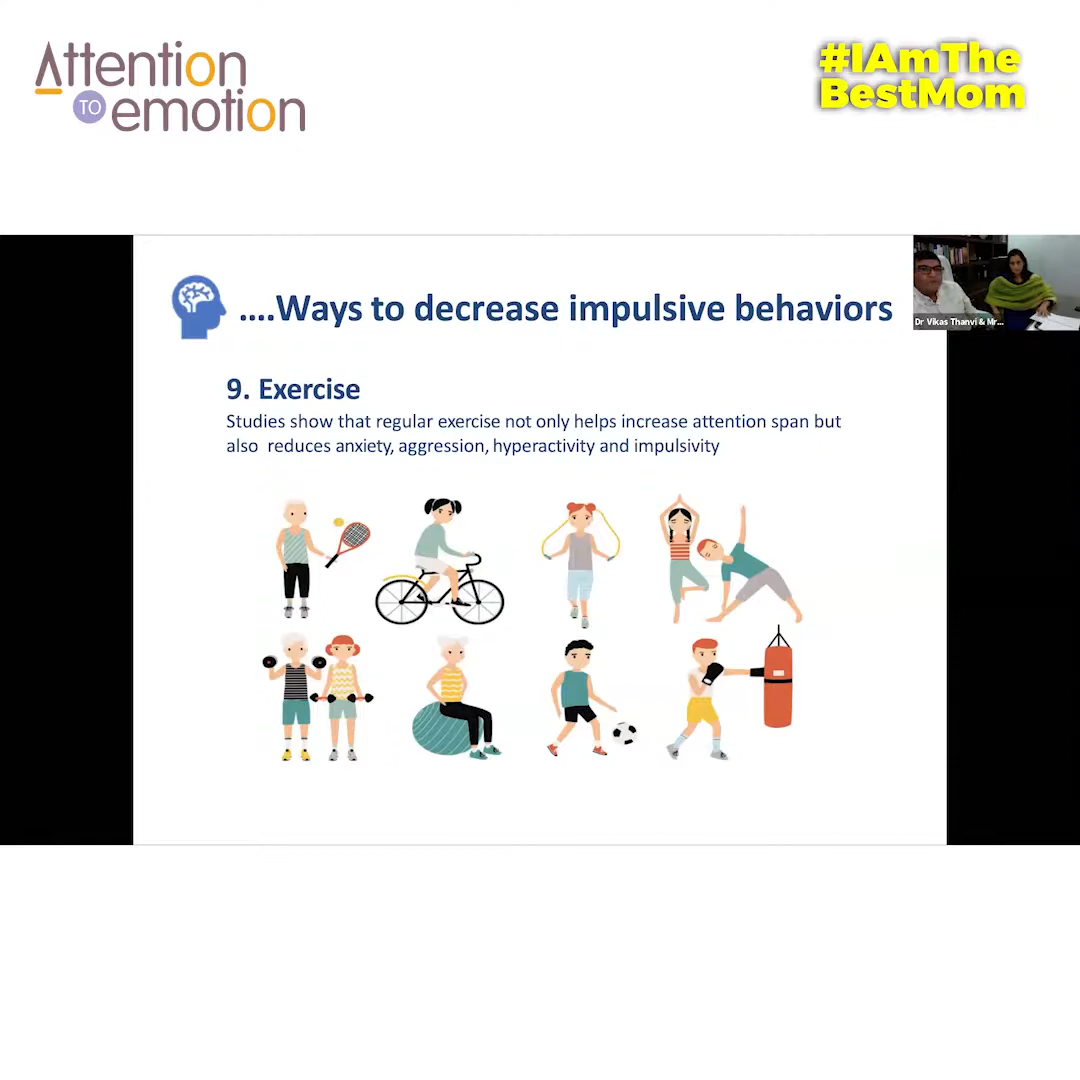 Attention
TO emotion
#IAmThe
BestMom
....Ways to decrease impulsive behaviors
Dr Vikas Thanvi & Mr...
9. Exercise
Studies show that regular exercise not only helps increase attention span but
also reduces anxiety, aggression, hyperactivity and impulsivity